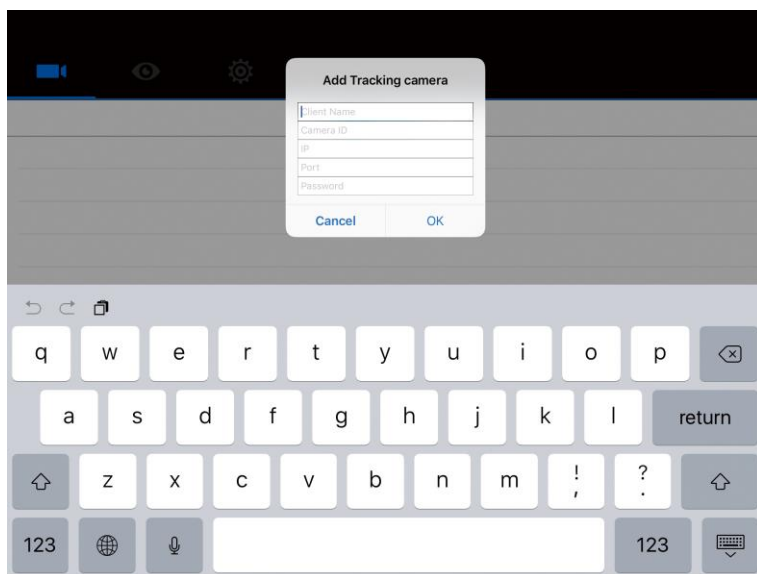 Add Tracking camera
Client Name
Camera ID
IP
Port
Password
Cancel OK
q w e r t y u i o p
a s d f g h j k l return
z x c v b n m ! , ? .
123 123